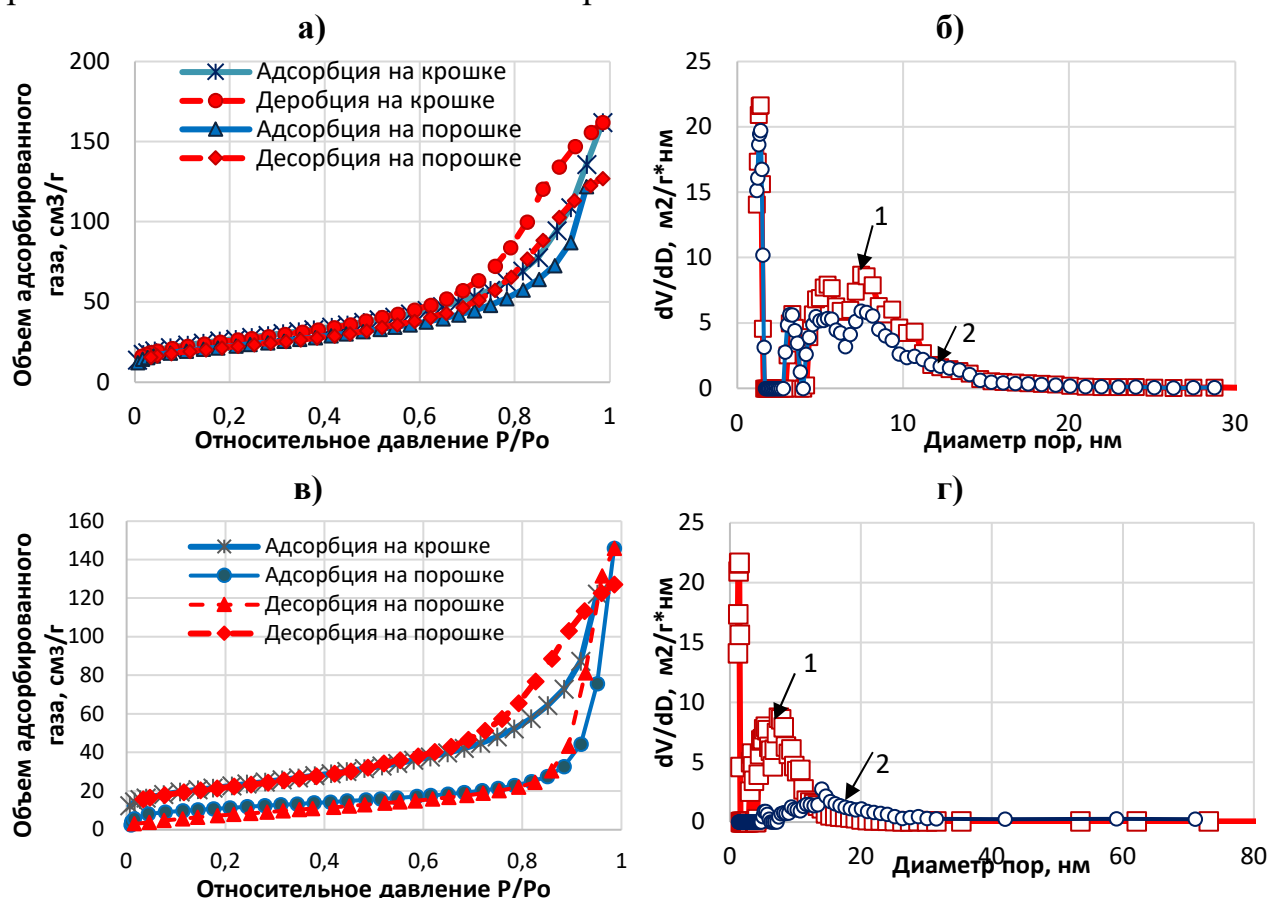 а)
Объем адсорбированного
газа, см3/г
200
150
100
50
0
Адсорбция на крошке
Деробция на крошке
Адсорбция на порошке
Десорбция на порошке
0 0,2 0,4 0,6 0,8 1
Относительное давление Р/Ро
б)
dV/dD, м2/г*нм
25
20
15
10
5
0
1
2
0 10 20 30
Диаметр пор, нм
в)
Объем адсорбированного
газа, смз/г
160
140
120
100
80
60
40
20
0
Адсорбция на крошке
Адсорбция на порошке
Десорбция на порошке
Десорбция на порошке
0 0,2 0,4 0,6 0,8 1
Относительное давление Р/Ро
г)
dV/dD, м2/г*нм
25
20
15
10
5
0
1
2
0 20 40 60 80
Диаметр пор, нм